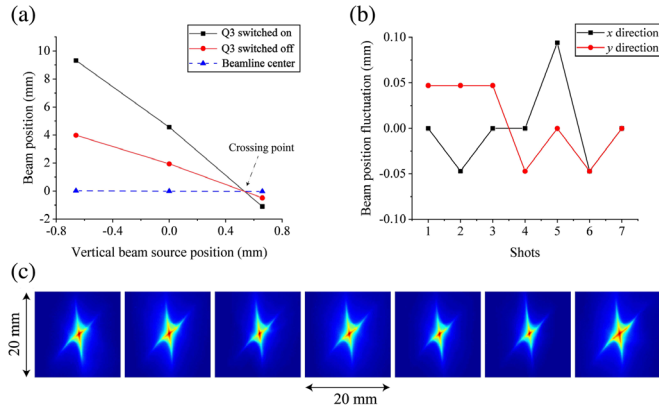 (a)
Q3 switched on
Q3 switched off
Beamline center
Crossing point
Beam position (mm)
10
8
6
4
2
0
-2
-0.8
-0.4
0.0
0.4
0.8
Vertical beam source position (mm)
(b)
x direction
y direction
Beam position fluctuation (mm)
0.10
0.05
0.00
-0.05
-0.10
1
2
3
4
5
6
7
Shots
(c)
20 mm
20 mm